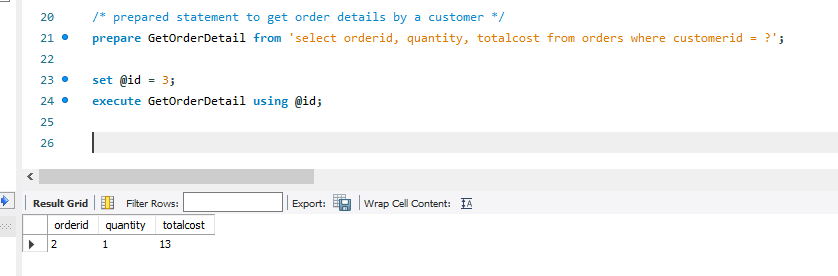 20 /* prepared statement to get order details by a customer */
21 prepare GetOrderDetail from 'select orderid, quantity, totalcost from orders where customerid = ?';
22
23 set @id = 3;
24 execute GetOrderDetail using @id;
25
26
Result Grid Filter Rows: Export: Wrap Cell Content:
orderid quantity totalcost
2 1 13